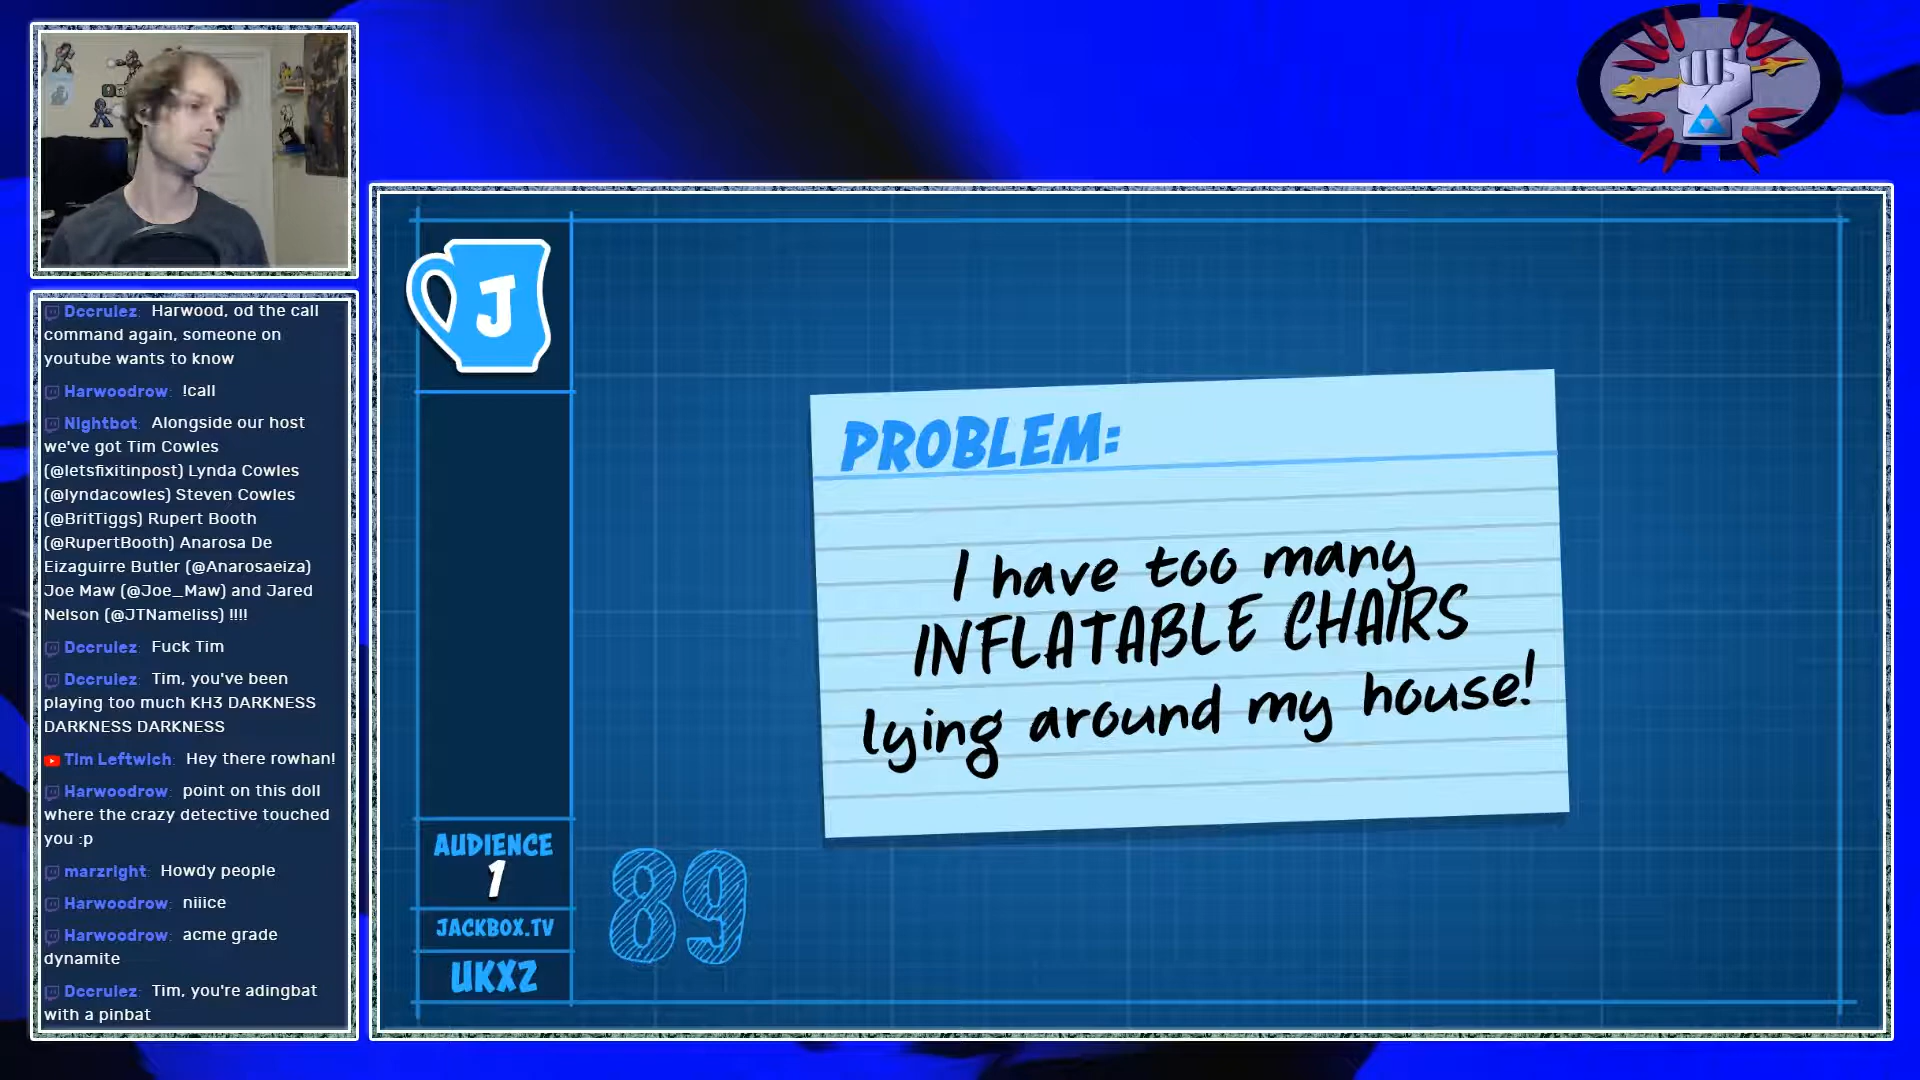 Dccrulez: Harwood, od the call
command again, someone on
youtube wants to know
Harwoodrow: !call
Nightbot: Alongside our host
we've got Tim Cowles
(@letsfixitinpost) Lynda Cowles
(@lyndacowles) Steven Cowles
(@BritTiggs) Rupert Booth
(@RupertBooth) Anarosa De
Eizaguirre Butler (@Anarosaeiza)
Joe Maw (@Joe_Maw) and Jared
Nelson (@JTNameliss) !!!!
Dccrulez: Fuck Tim
Dccrulez: Tim, you've been
playing too much KH3 DARKNESS
DARKNESS DARKNESS
Tim Leftwich: Hey there rowhan!
Harwoodrow: point on this doll
where the crazy detective touched
you :p
marzright: Howdy people
Harwoodrow: niiice
Harwoodrow: acme grade
dynamite
Dccrulez: Tim, you're adingbat
with a pinbat
J
AUDIENCE
1
JACKBOX.TV
UKXZ
89
PROBLEM:
I have too many
INFLATABLE CHAIRS
lying around my house!